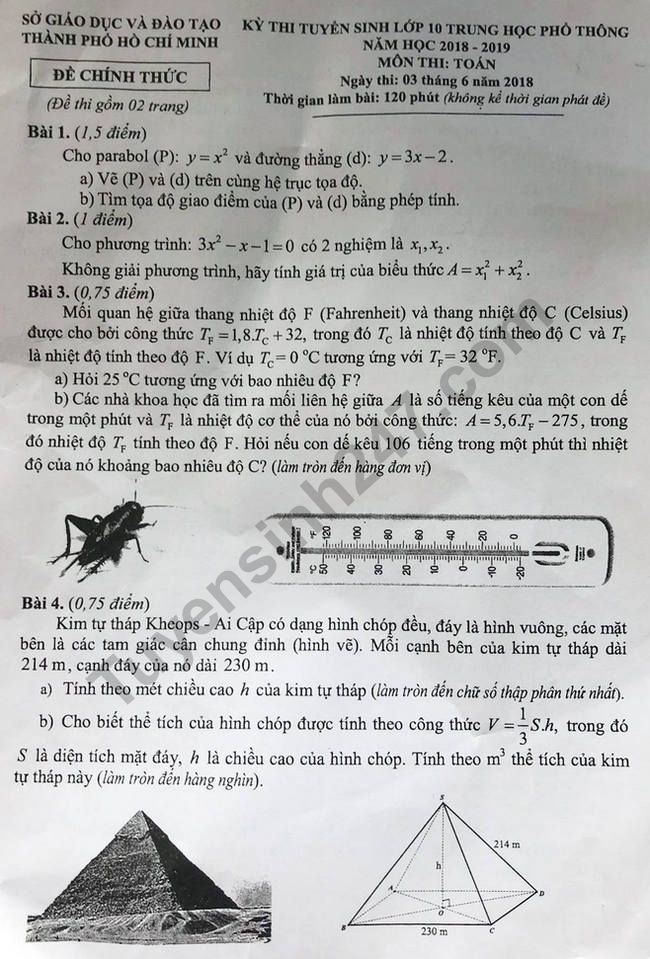 SỞ GIÁO DỤC VÀ ĐÀO TẠO
THÀNH PHỐ HỒ CHÍ MINH
ĐỀ CHÍNH THỨC
(Đề thi gồm 02 trang)
KỲ THI TUYỂN SINH LỚP 10 TRUNG HỌC PHỔ THÔNG
NĂM HỌC 2018 - 2019
MÔN THI: TOÁN
Ngày thi: 03 tháng 6 năm 2018
Thời gian làm bài: 120 phút (không kể thời gian phát đề)
Bài 1. (1,5 điểm)
Cho parabol (P): y = x² và đường thẳng (d): y = 3x − 2.
a) Vẽ (P) và (d) trên cùng hệ trục tọa độ.
b) Tìm tọa độ giao điểm của (P) và (d) bằng phép tính.
Bài 2. (1 điểm)
Cho phương trình: 3x² − x − 1 = 0 có 2 nghiệm là x₁, x₂.
Không giải phương trình, hãy tính giá trị của biểu thức A = x₁² + x₂².
Bài 3. (0,75 điểm)
Mối quan hệ giữa thang nhiệt độ F (Fahrenheit) và thang nhiệt độ C (Celsius)
được cho bởi công thức T_F = 1,8.T_C + 32, trong đó T_C là nhiệt độ tính theo độ C và T_F
là nhiệt độ tính theo độ F. Ví dụ T_C = 0 °C tương ứng với T_F = 32 °F.
a) Hỏi 25 °C tương ứng với bao nhiêu độ F?
b) Các nhà khoa học đã tìm ra mối liên hệ giữa A là số tiếng kêu của một con dế
trong một phút và T_F là nhiệt độ cơ thể của nó bởi công thức: A = 5,6.T_F − 275, trong
đó nhiệt độ T_F tính theo độ F. Hỏi nếu con dế kêu 106 tiếng trong một phút thì nhiệt
độ của nó khoảng bao nhiêu độ C? (làm tròn đến hàng đơn vị)
°F 120 100 80 60 40 20 0
°C 50 40 30 20 10 0 -10 -20
Bài 4. (0,75 điểm)
Kim tự tháp Kheops - Ai Cập có dạng hình chóp đều, đáy là hình vuông, các mặt
bên là các tam giác cân chung đỉnh (hình vẽ). Mỗi cạnh bên của kim tự tháp dài
214 m, cạnh đáy của nó dài 230 m.
a) Tính theo mét chiều cao h của kim tự tháp (làm tròn đến chữ số thập phân thứ nhất).
b) Cho biết thể tích của hình chóp được tính theo công thức V = 1/3 S.h, trong đó
S là diện tích mặt đáy, h là chiều cao của hình chóp. Tính theo m³ thể tích của kim
tự tháp này (làm tròn đến hàng nghìn).
S
214 m
h
A
D
O
B
230 m
C
Tuyensinh247.com